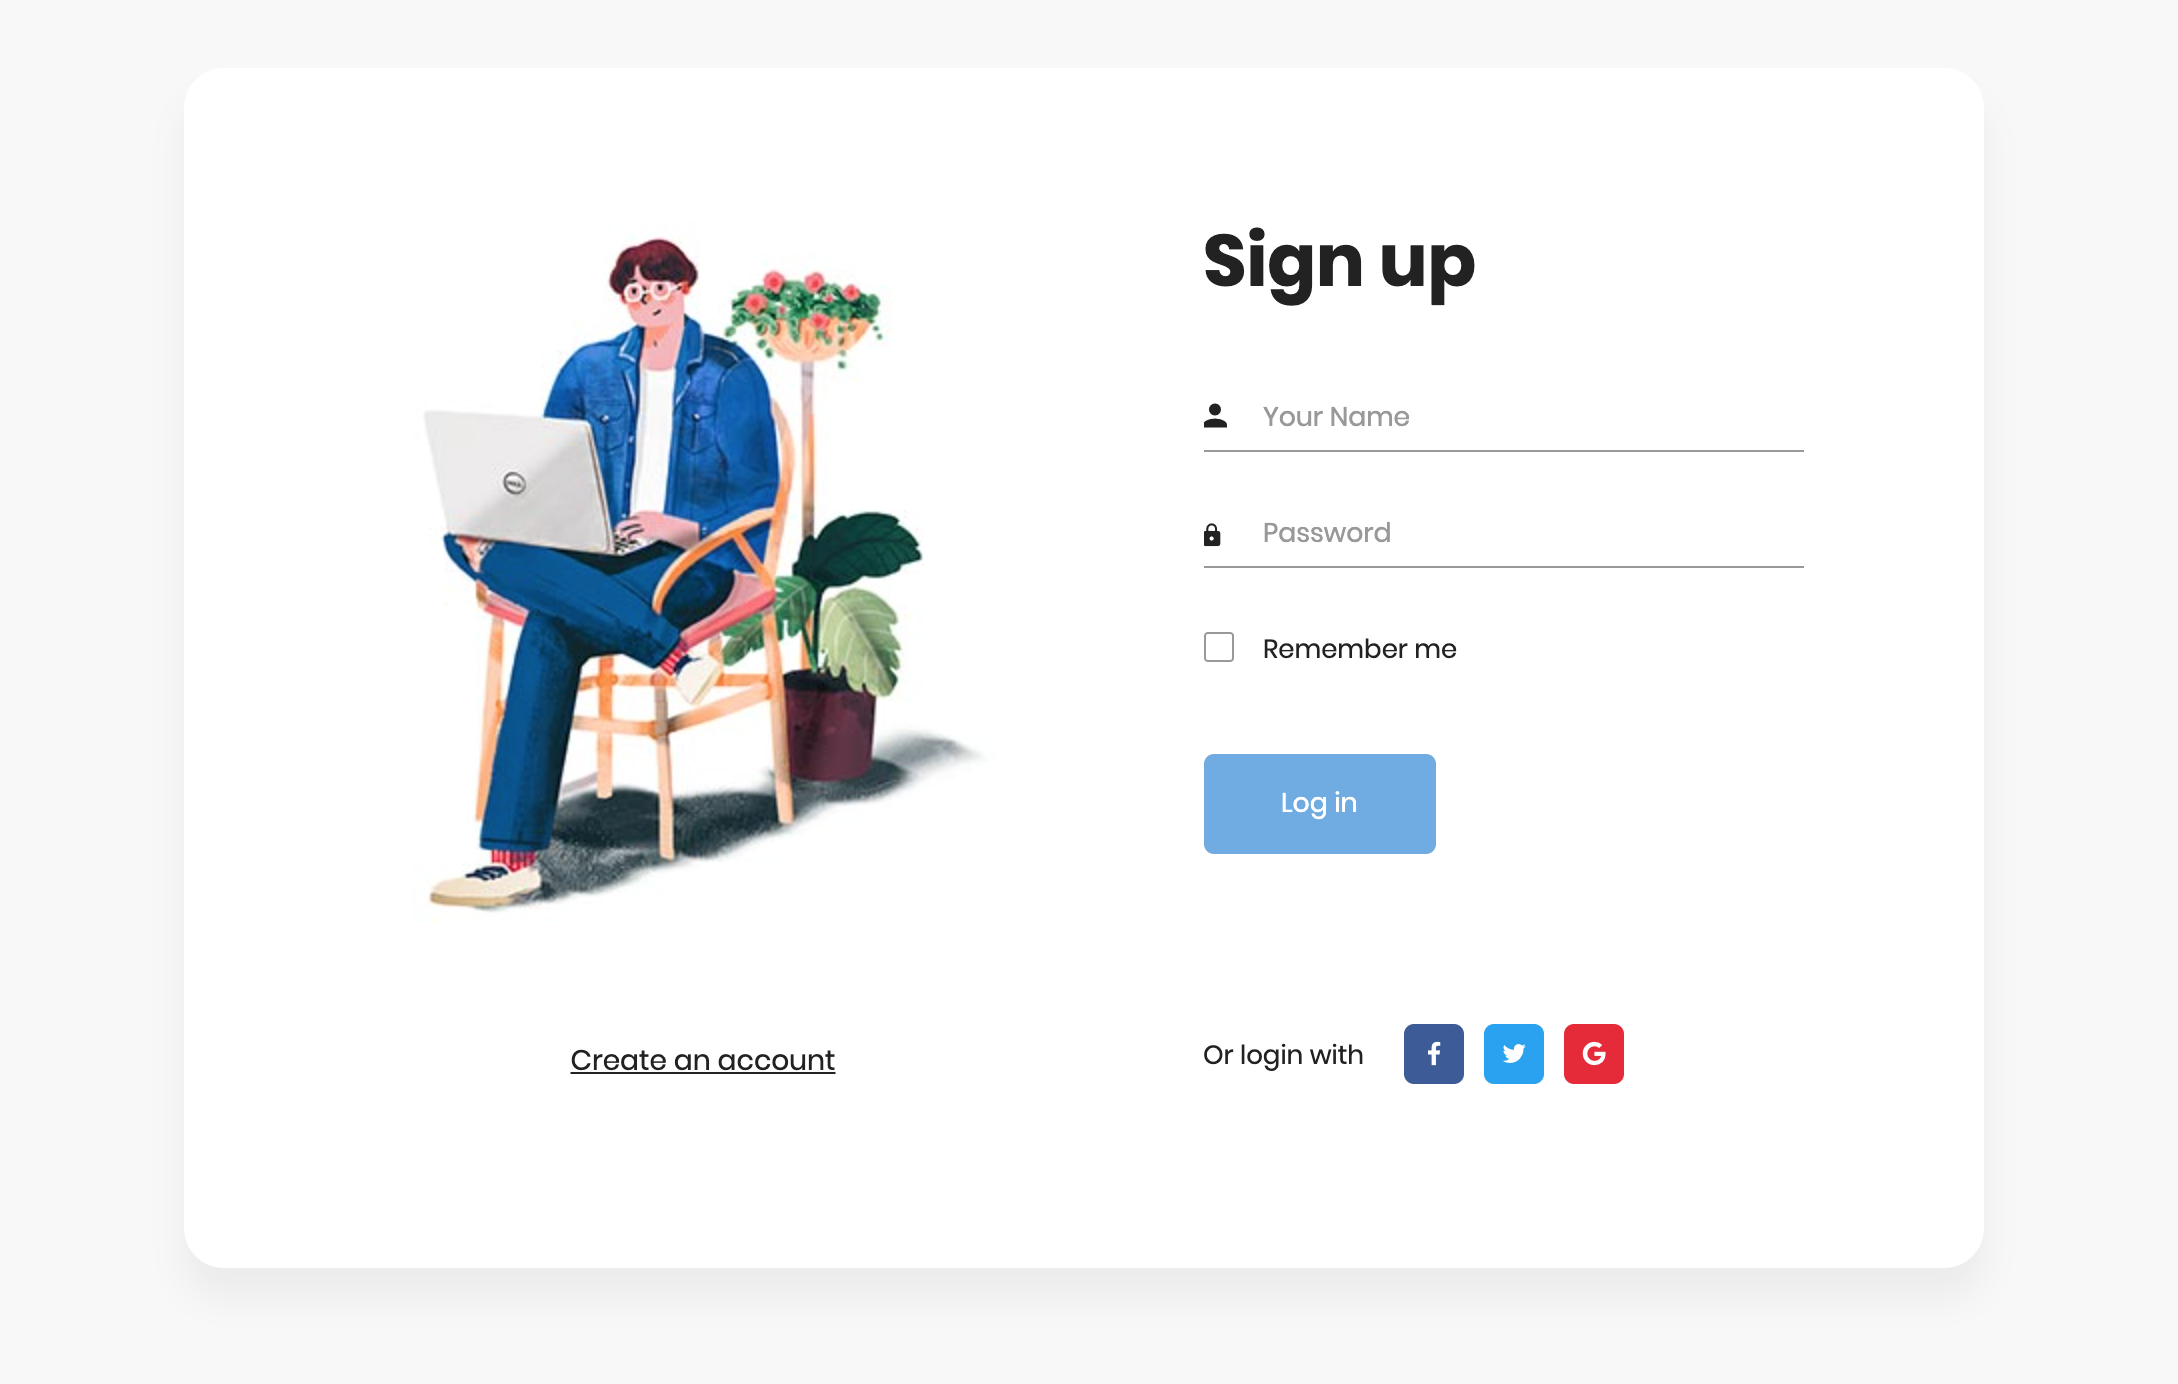 Sign up
Your Name
Password
Remember me
Log in
Create an account
Or login with